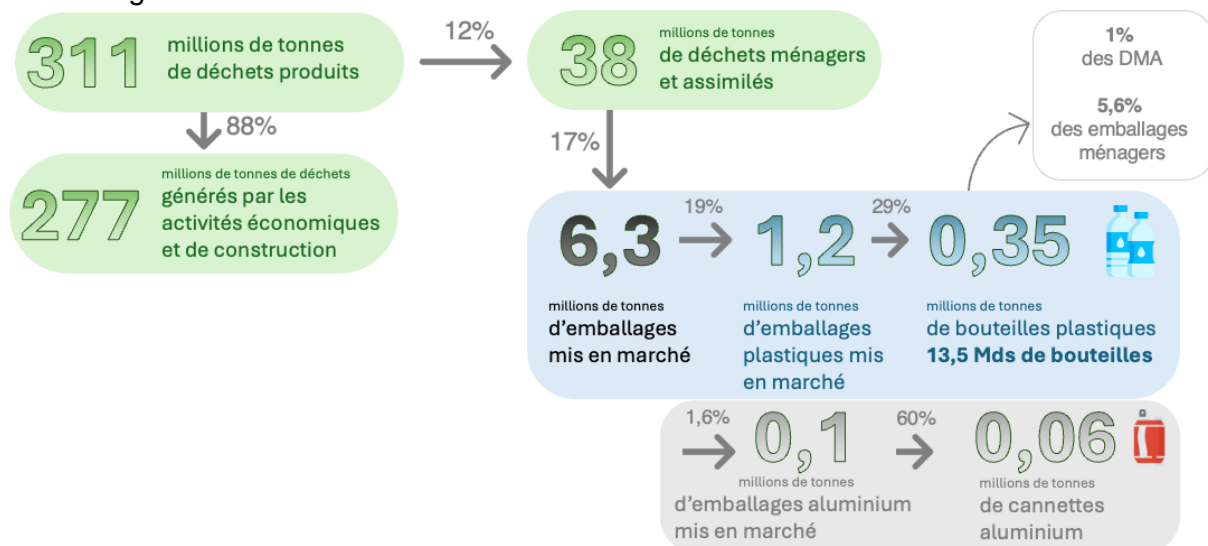 311
millions de tonnes
de déchets produits
12%
38
millions de tonnes
de déchets ménagers
et assimilés
1%
des DMA
5,6%
des emballages
ménagers
88%
17%
277
millions de tonnes de déchets
générés par les
activités économiques
et de construction
6,3
19%
1,2
29%
0,35
millions de tonnes
d'emballages
mis en marché
millions de tonnes
d'emballages
plastiques mis
en marché
millions de tonnes
de bouteilles plastiques
13,5 Mds de bouteilles
1,6%
0,1
60%
0,06
millions de tonnes
d'emballages aluminium
mis en marché
millions de tonnes
de cannettes
aluminium